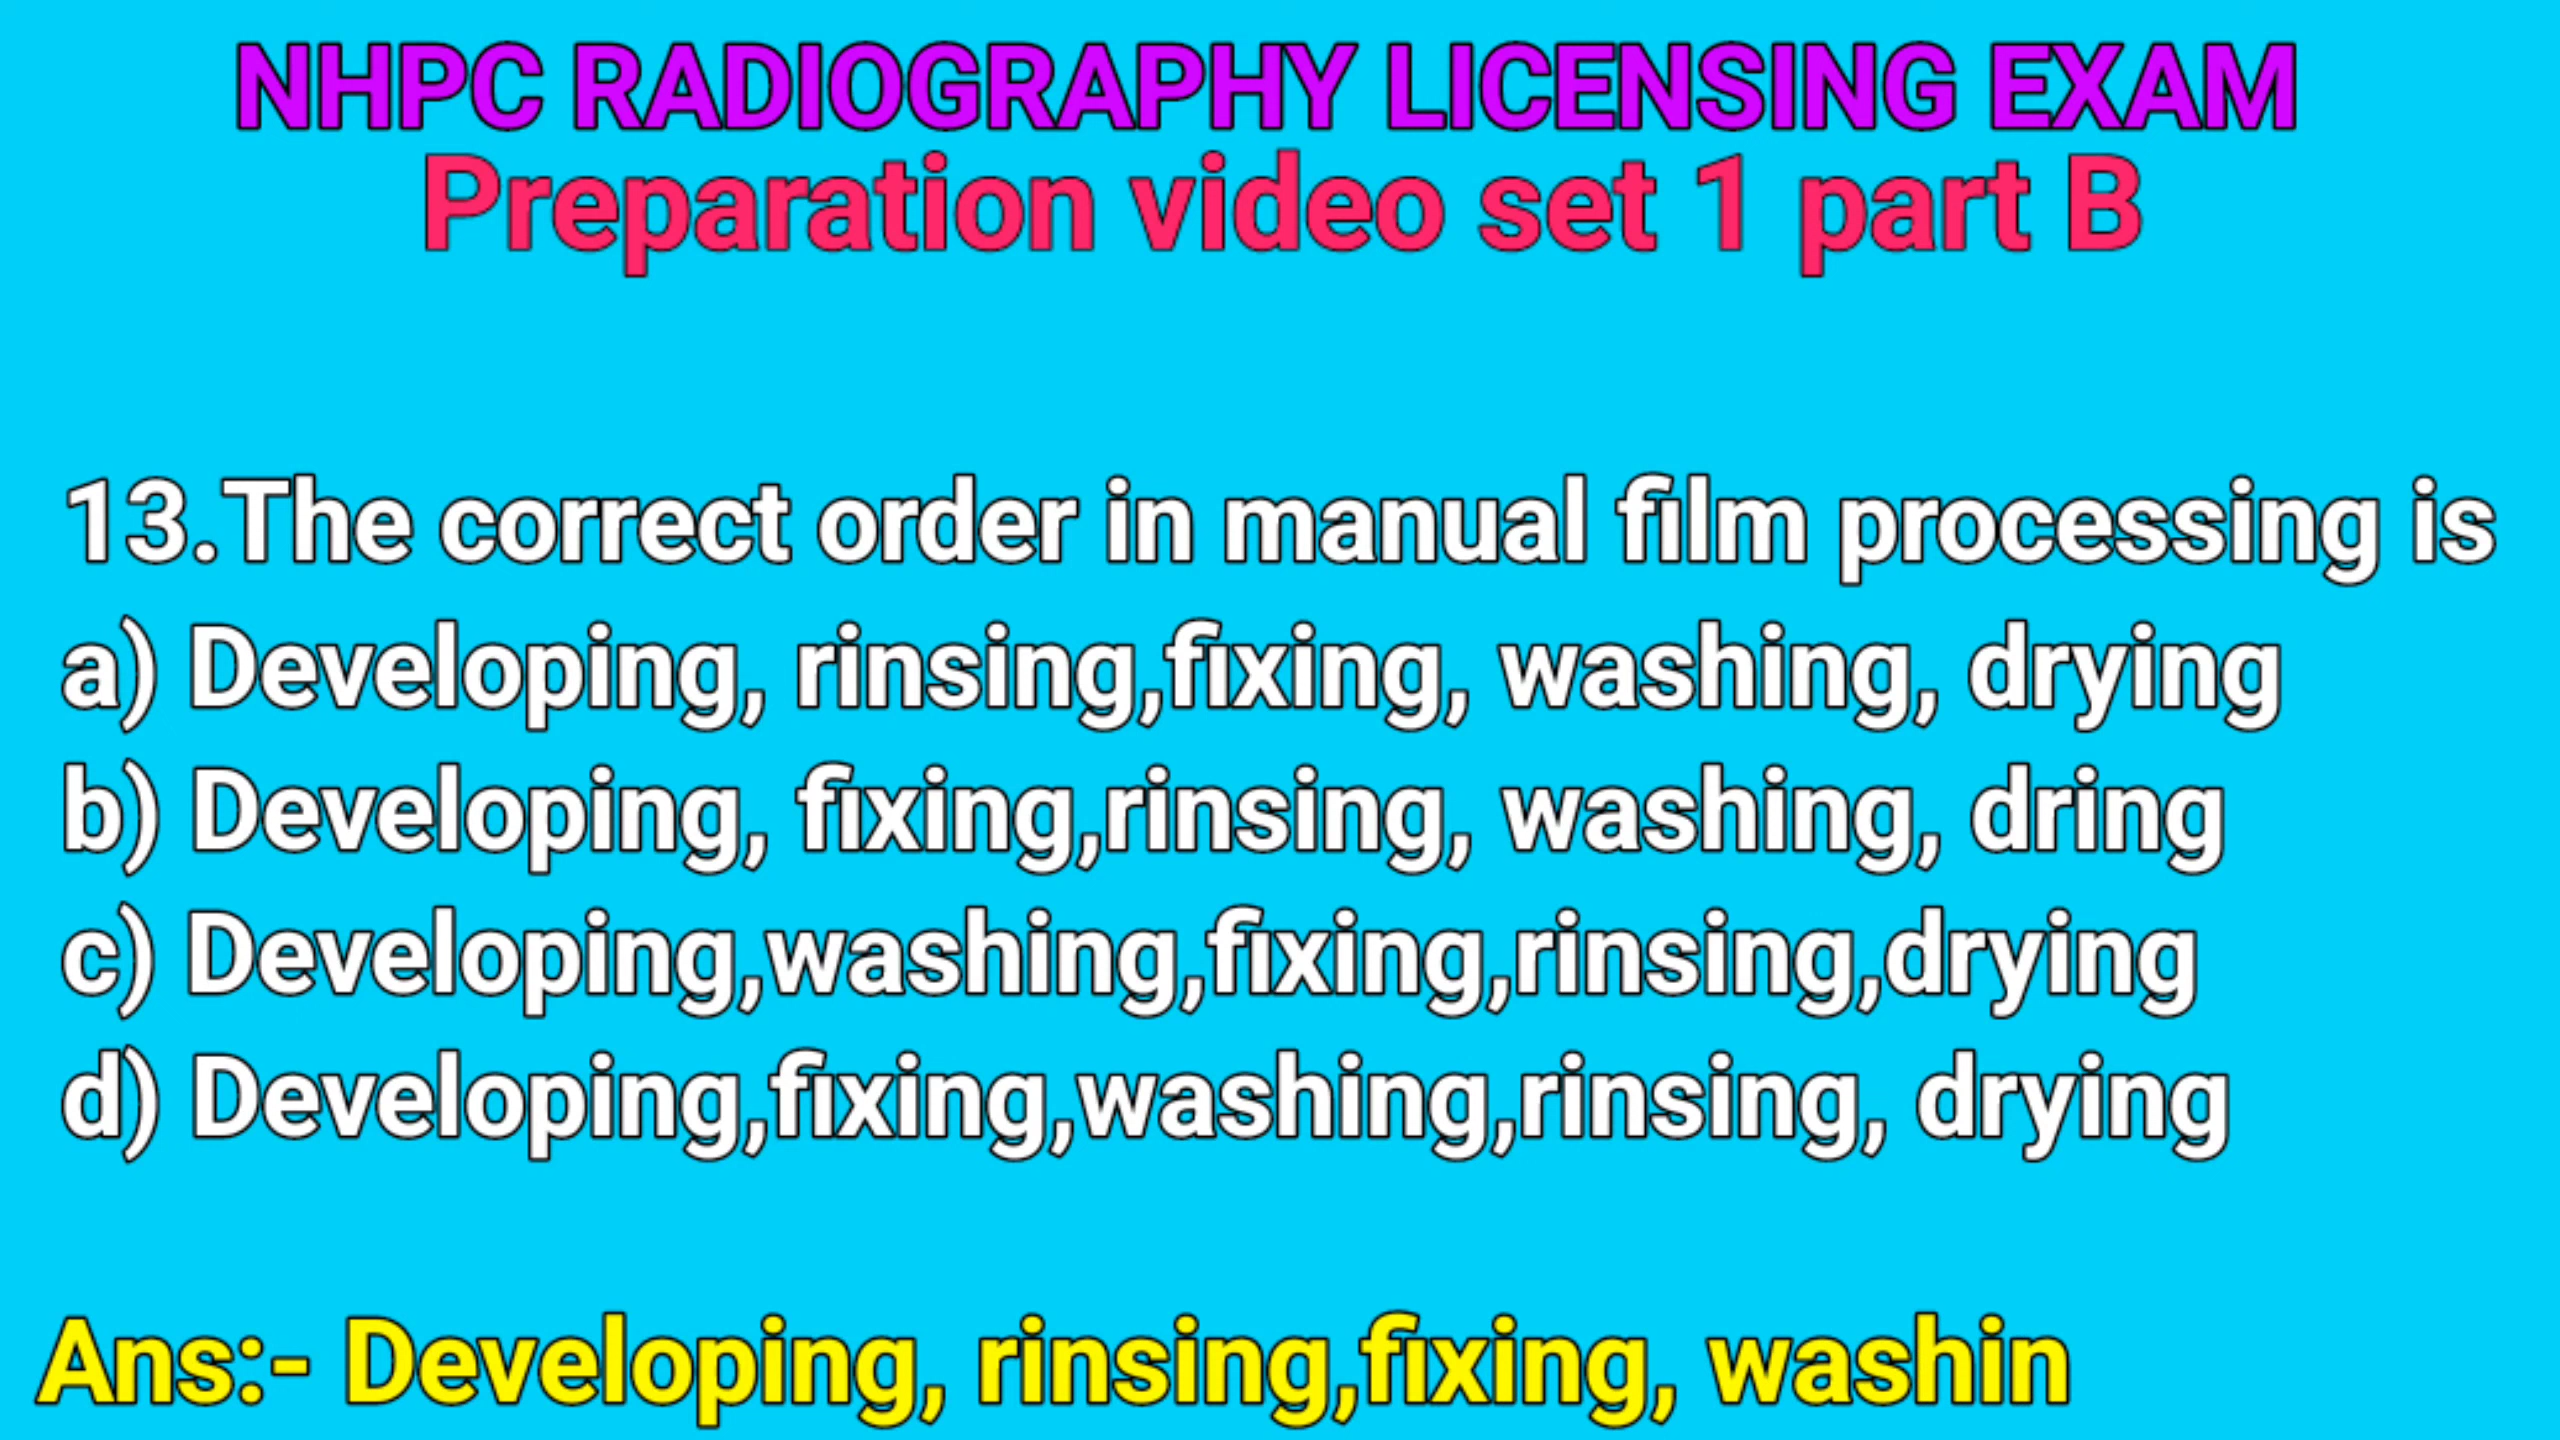 NHPC RADIOGRAPHY LICENSING EXAM
Preparation video set 1 part B
13.The correct order in manual film processing is
a) Developing, rinsing,fixing, washing, drying
b) Developing, fixing,rinsing, washing, dring
c) Developing,washing,fixing,rinsing,drying
d) Developing,fixing,washing,rinsing, drying
Ans:- Developing, rinsing,fixing, washin